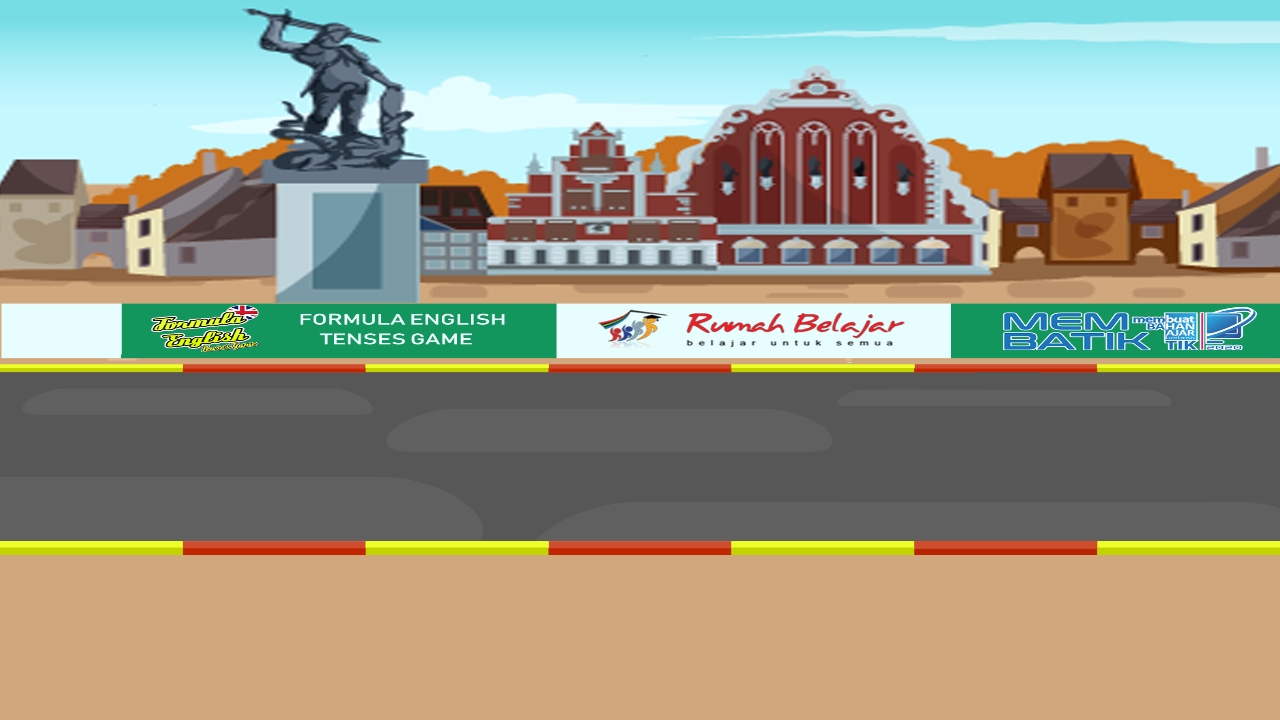 Formula
English
FORMULA ENGLISH
TENSES GAME
Rumah Belajar
belajar untuk semua
MEM
BATIK
membuat
BAHAN
AJAR
TIK
2020